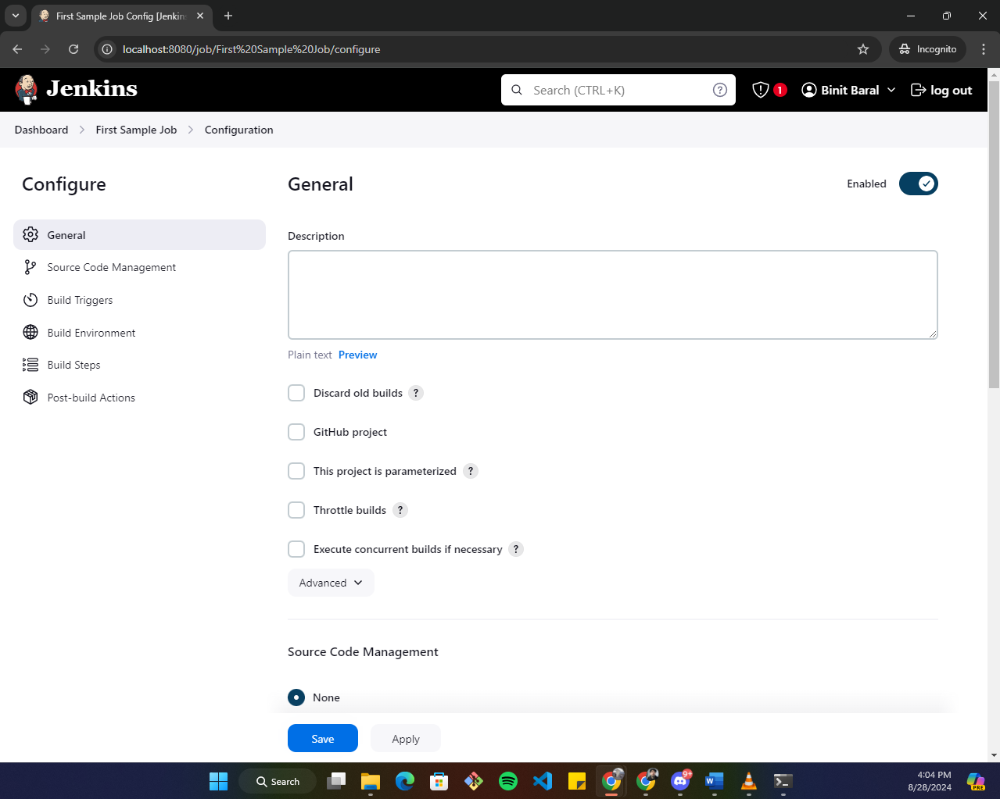 First Sample Job Config [Jenkins
localhost:8080/job/First%20Sample%20Job/configure
Incognito
Jenkins
Search (CTRL+K)
1
Binit Baral
log out
Dashboard
First Sample Job
Configuration
Configure
General
Source Code Management
Build Triggers
Build Environment
Build Steps
Post-build Actions
General
Enabled
Description
Plain text Preview
Discard old builds ?
GitHub project
This project is parameterized ?
Throttle builds ?
Execute concurrent builds if necessary ?
Advanced
Source Code Management
None
Save
Apply
Search
9+
W
4:04 PM
8/28/2024
PRE